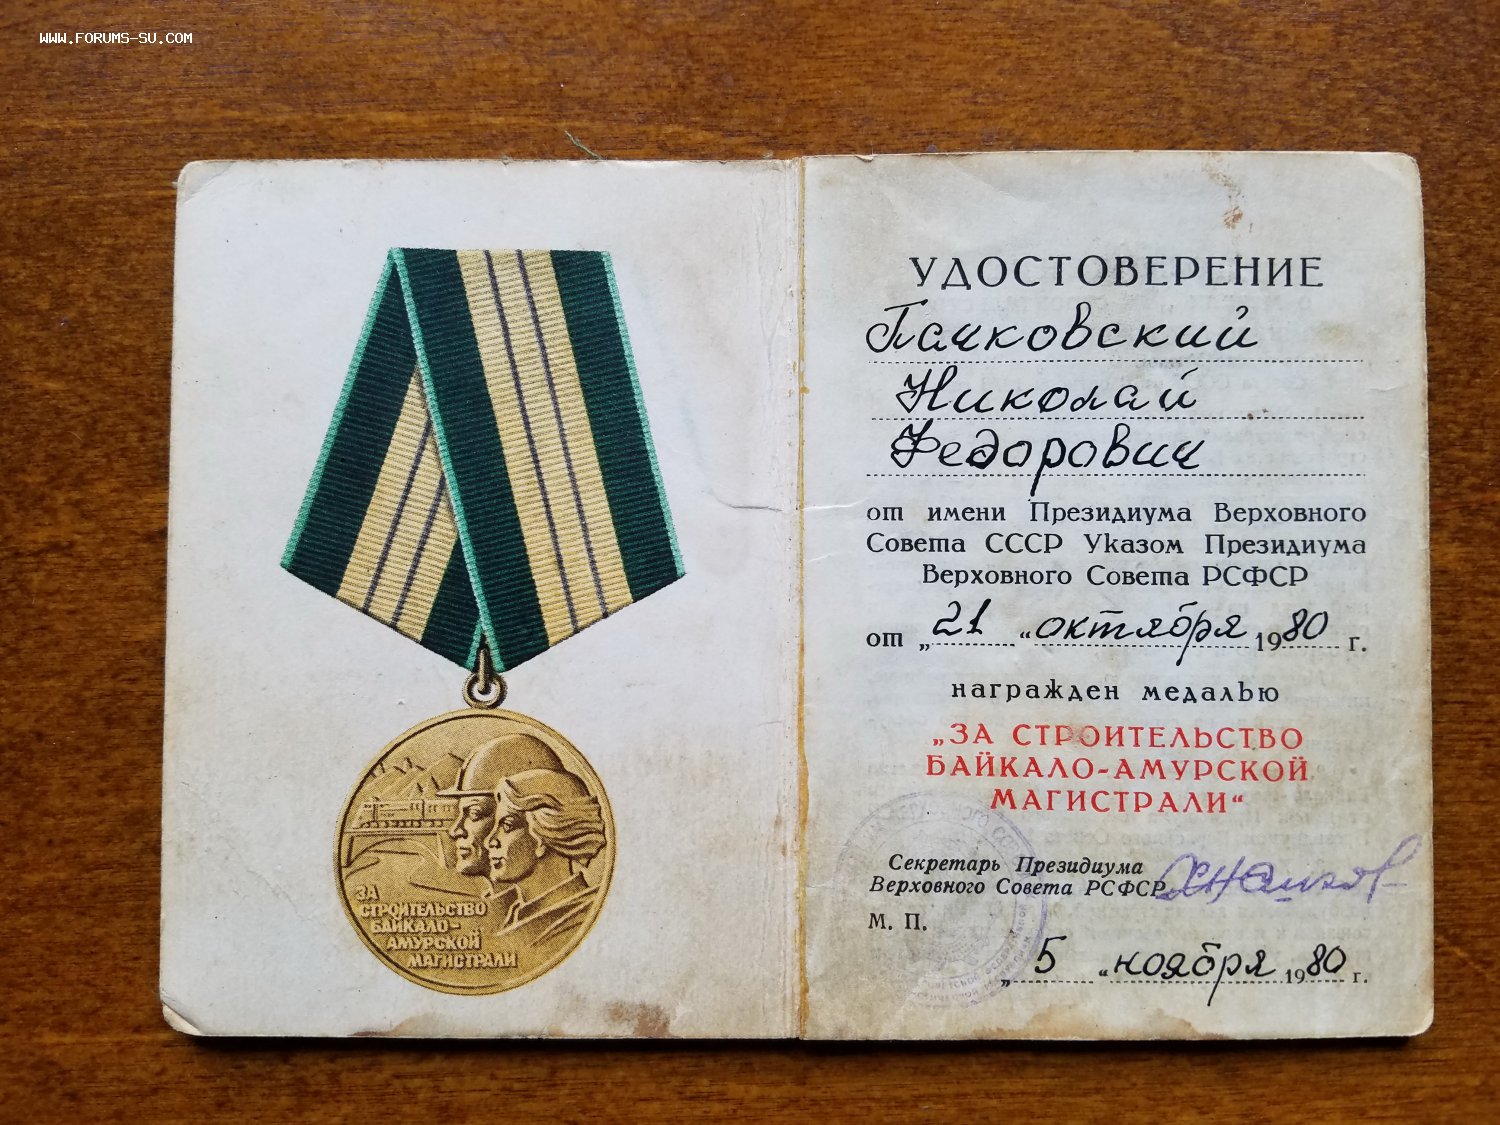 WWW.FORUMS-SU.COM
ЗА
СТРОИТЕЛЬСТВО
БАЙКАЛО-
АМУРСКОЙ
МАГИСТРАЛИ
УДОСТОВЕРЕНИЕ
Пачковский
Николай
Федорович
от имени Президиума Верховного
Совета СССР Указом Президиума
Верховного Совета РСФСР
от „21“ октября 1980 г.
награжден медалью
„ЗА СТРОИТЕЛЬСТВО
БАЙКАЛО-АМУРСКОЙ
МАГИСТРАЛИ“
Секретарь Президиума
Верховного Совета РСФСР
М. П.
„5“ ноября 1980 г.